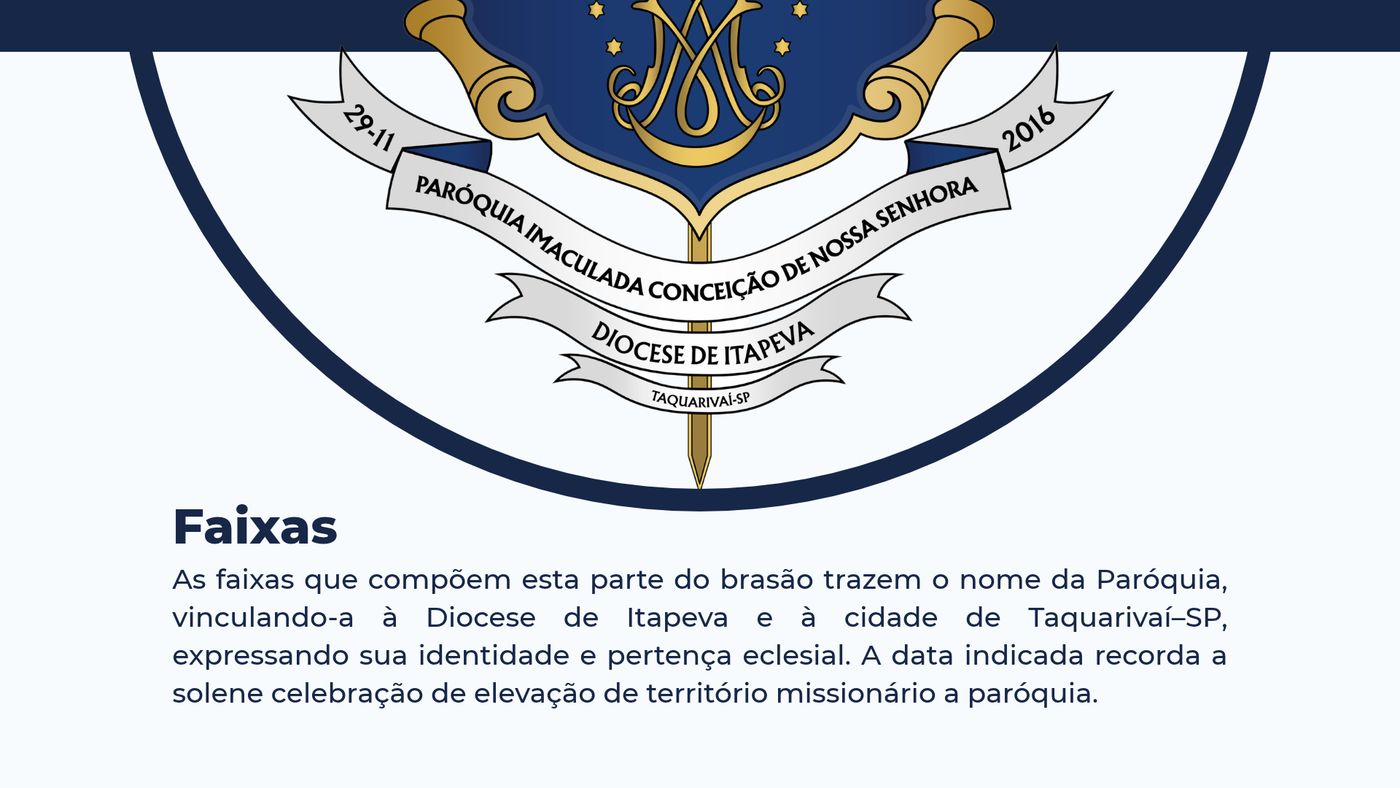 29-11
2016
PARÓQUIA IMACULADA CONCEIÇÃO DE NOSSA SENHORA
DIOCESE DE ITAPEVA
TAQUARIVAÍ-SP
Faixas
As faixas que compõem esta parte do brasão trazem o nome da Paróquia,
vinculando-a à Diocese de Itapeva e à cidade de Taquarivaí–SP,
expressando sua identidade e pertença eclesial. A data indicada recorda a
solene celebração de elevação de território missionário a paróquia.